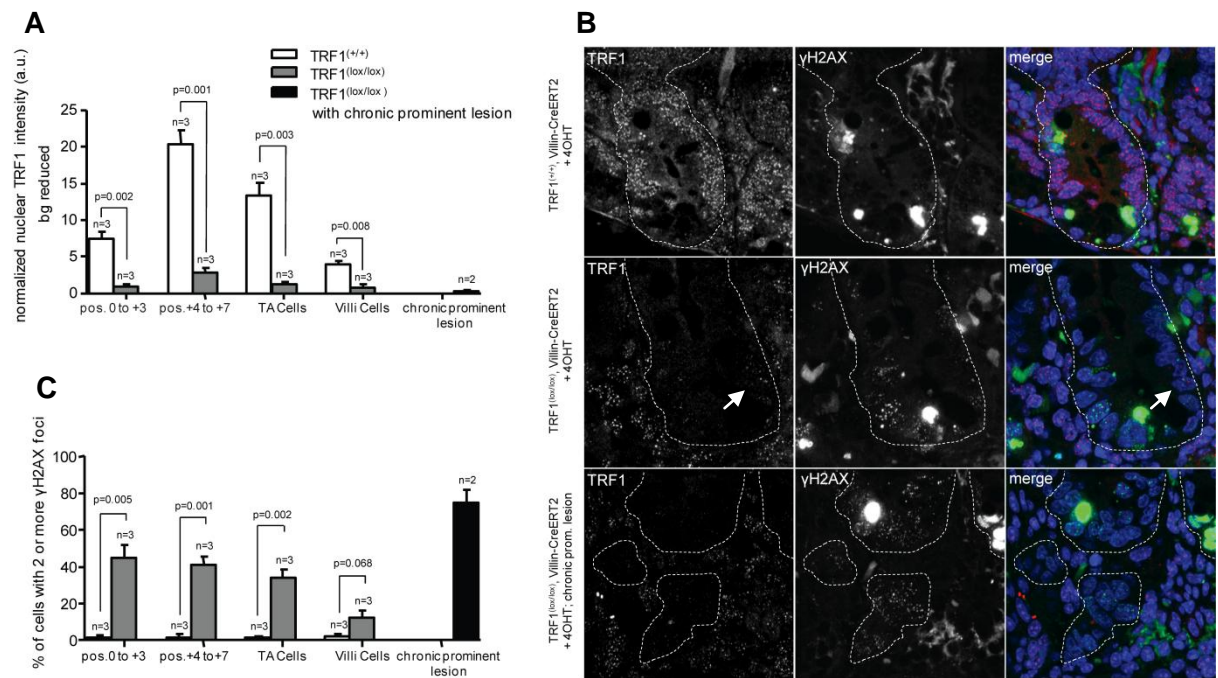 A
TRF1(+/+)
TRF1(lox/lox)
TRF1(lox/lox )
with chronic prominent lesion
normalized nuclear TRF1 intensity (a.u.)
bg reduced
25
20
15
10
5
0
p=0.002
n=3
n=3
p=0.001
n=3
n=3
p=0.003
n=3
n=3
p=0.008
n=3
n=3
n=2
pos. 0 to +3
pos.+4 to +7
TA Cells
Villi Cells
chronic prominent
lesion
C
% of cells with 2 or more γH2AX foci
100
80
60
40
20
0
p=0.005
n=3
n=3
p=0.001
n=3
n=3
p=0.002
n=3
n=3
p=0.068
n=3
n=3
n=2
pos.0 to +3
pos.+4 to +7
TA Cells
Villi Cells
chronic prominent
lesion
B
TRF1(+/+), Villin-CreERT2
+ 4OHT
TRF1
γH2AX
merge
TRF1(lox/lox), Villin-CreERT2
+ 4OHT
TRF1
γH2AX
merge
TRF1(lox/lox), Villin-CreERT2
+ 4OHT; chronic prom. lesion
TRF1
γH2AX
merge